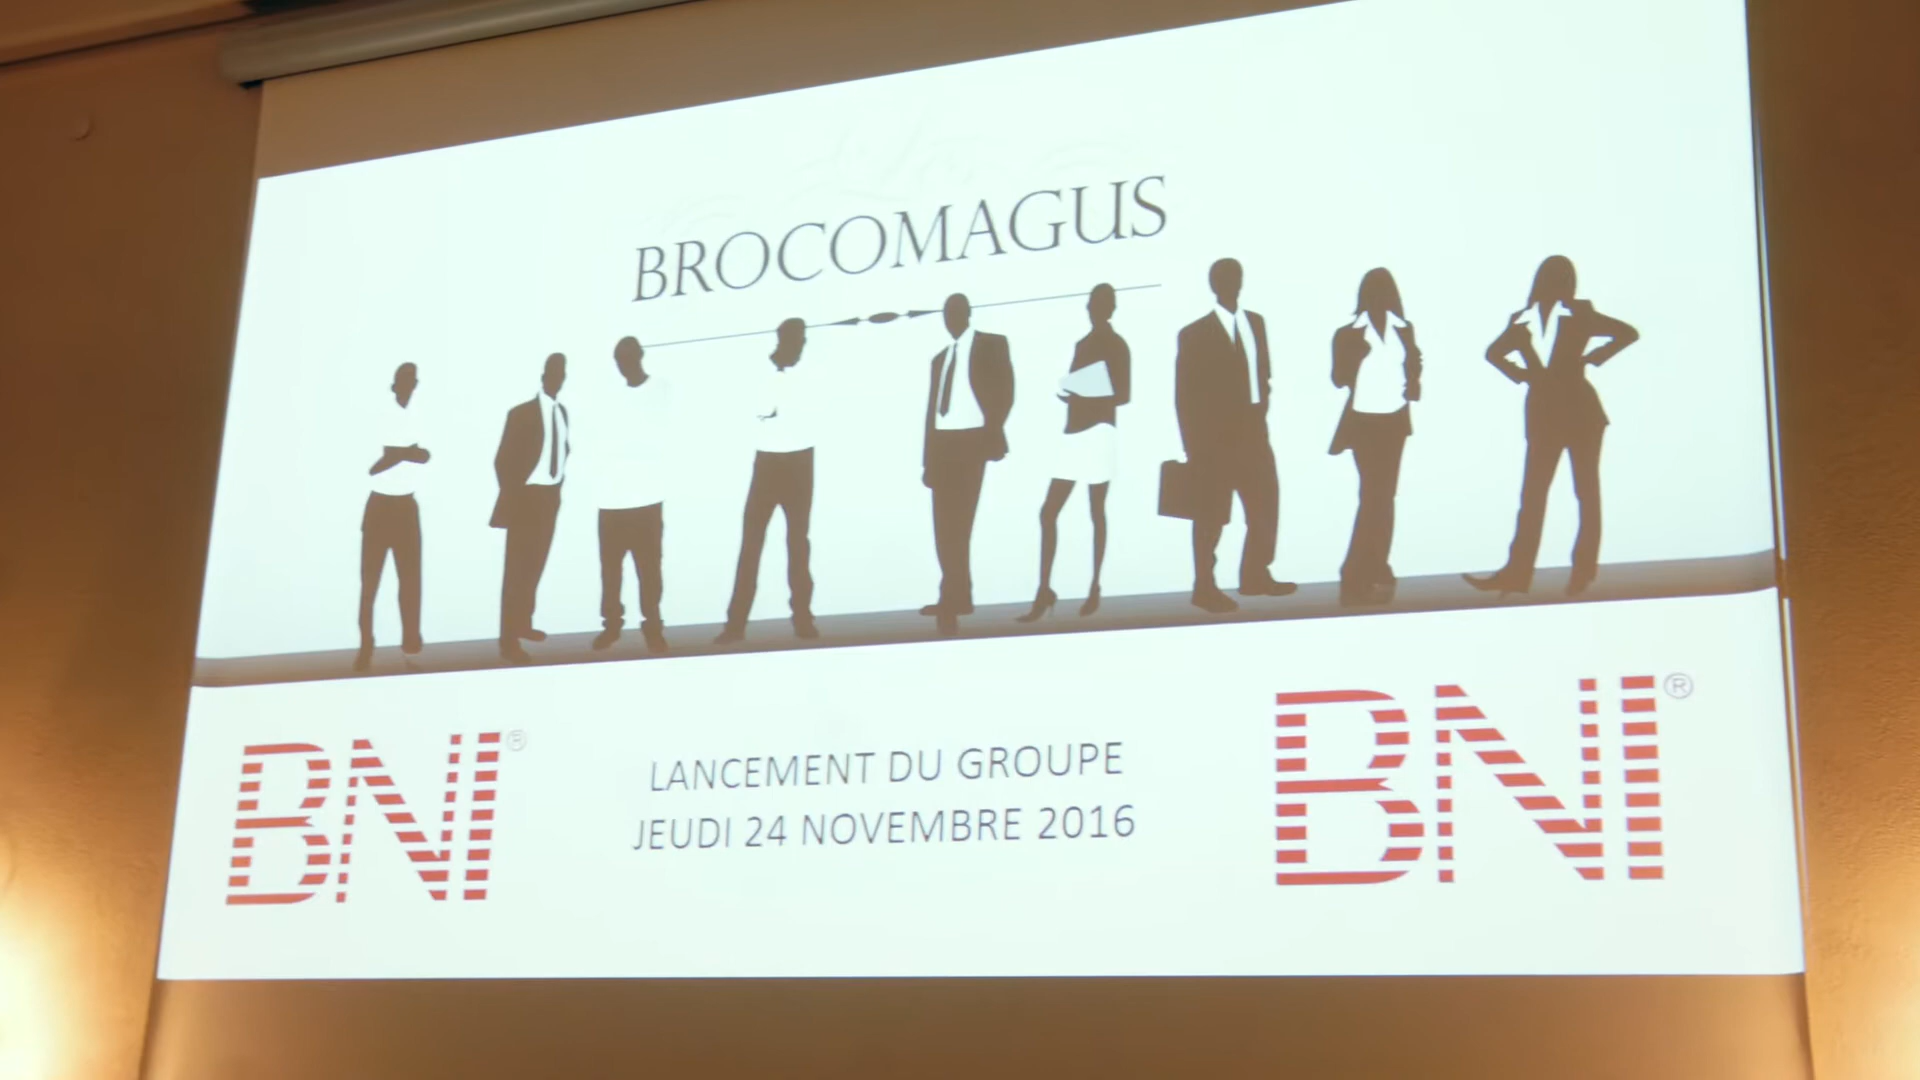 BROCOMAGUS
BNI®
LANCEMENT DU GROUPE
JEUDI 24 NOVEMBRE 2016
BNI®